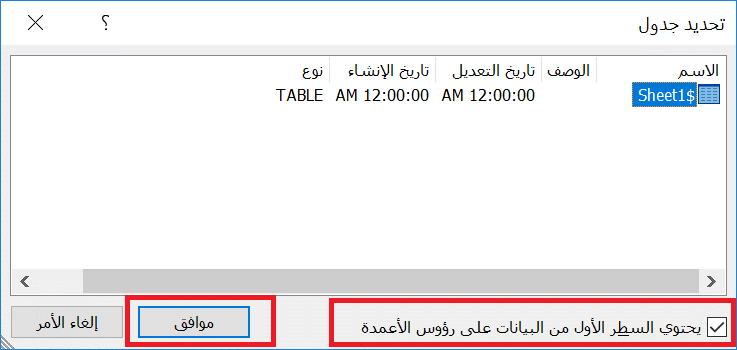 تحديد جدول ؟
الاسم الوصف تاريخ التعديل تاريخ الإنشاء نوع
Sheet1$ 12:00:00 AM 12:00:00 AM TABLE
يحتوي السطر الأول من البيانات على رؤوس الأعمدة موافق إلغاء الأمر